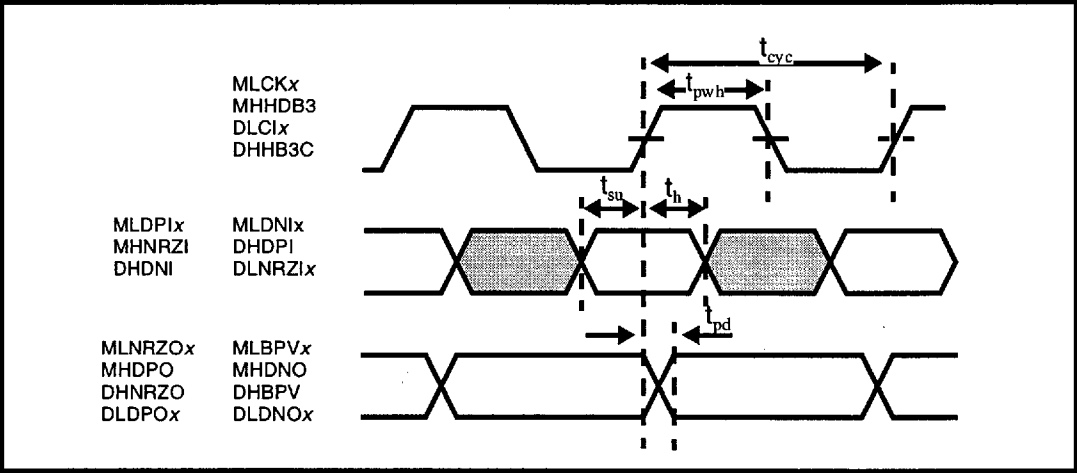 t_cyc
t_pwh
MLCKx
MHHDB3
DLCIx
DHHB3C
t_su t_h
MLDPIx MLDNIx
MHNRZI DHDPI
DHDNI DLNRZIx
t_pd
MLNRZOx MLBPVx
MHDPO MHDNO
DHNRZO DHBPV
DLDPOx DLDNOx